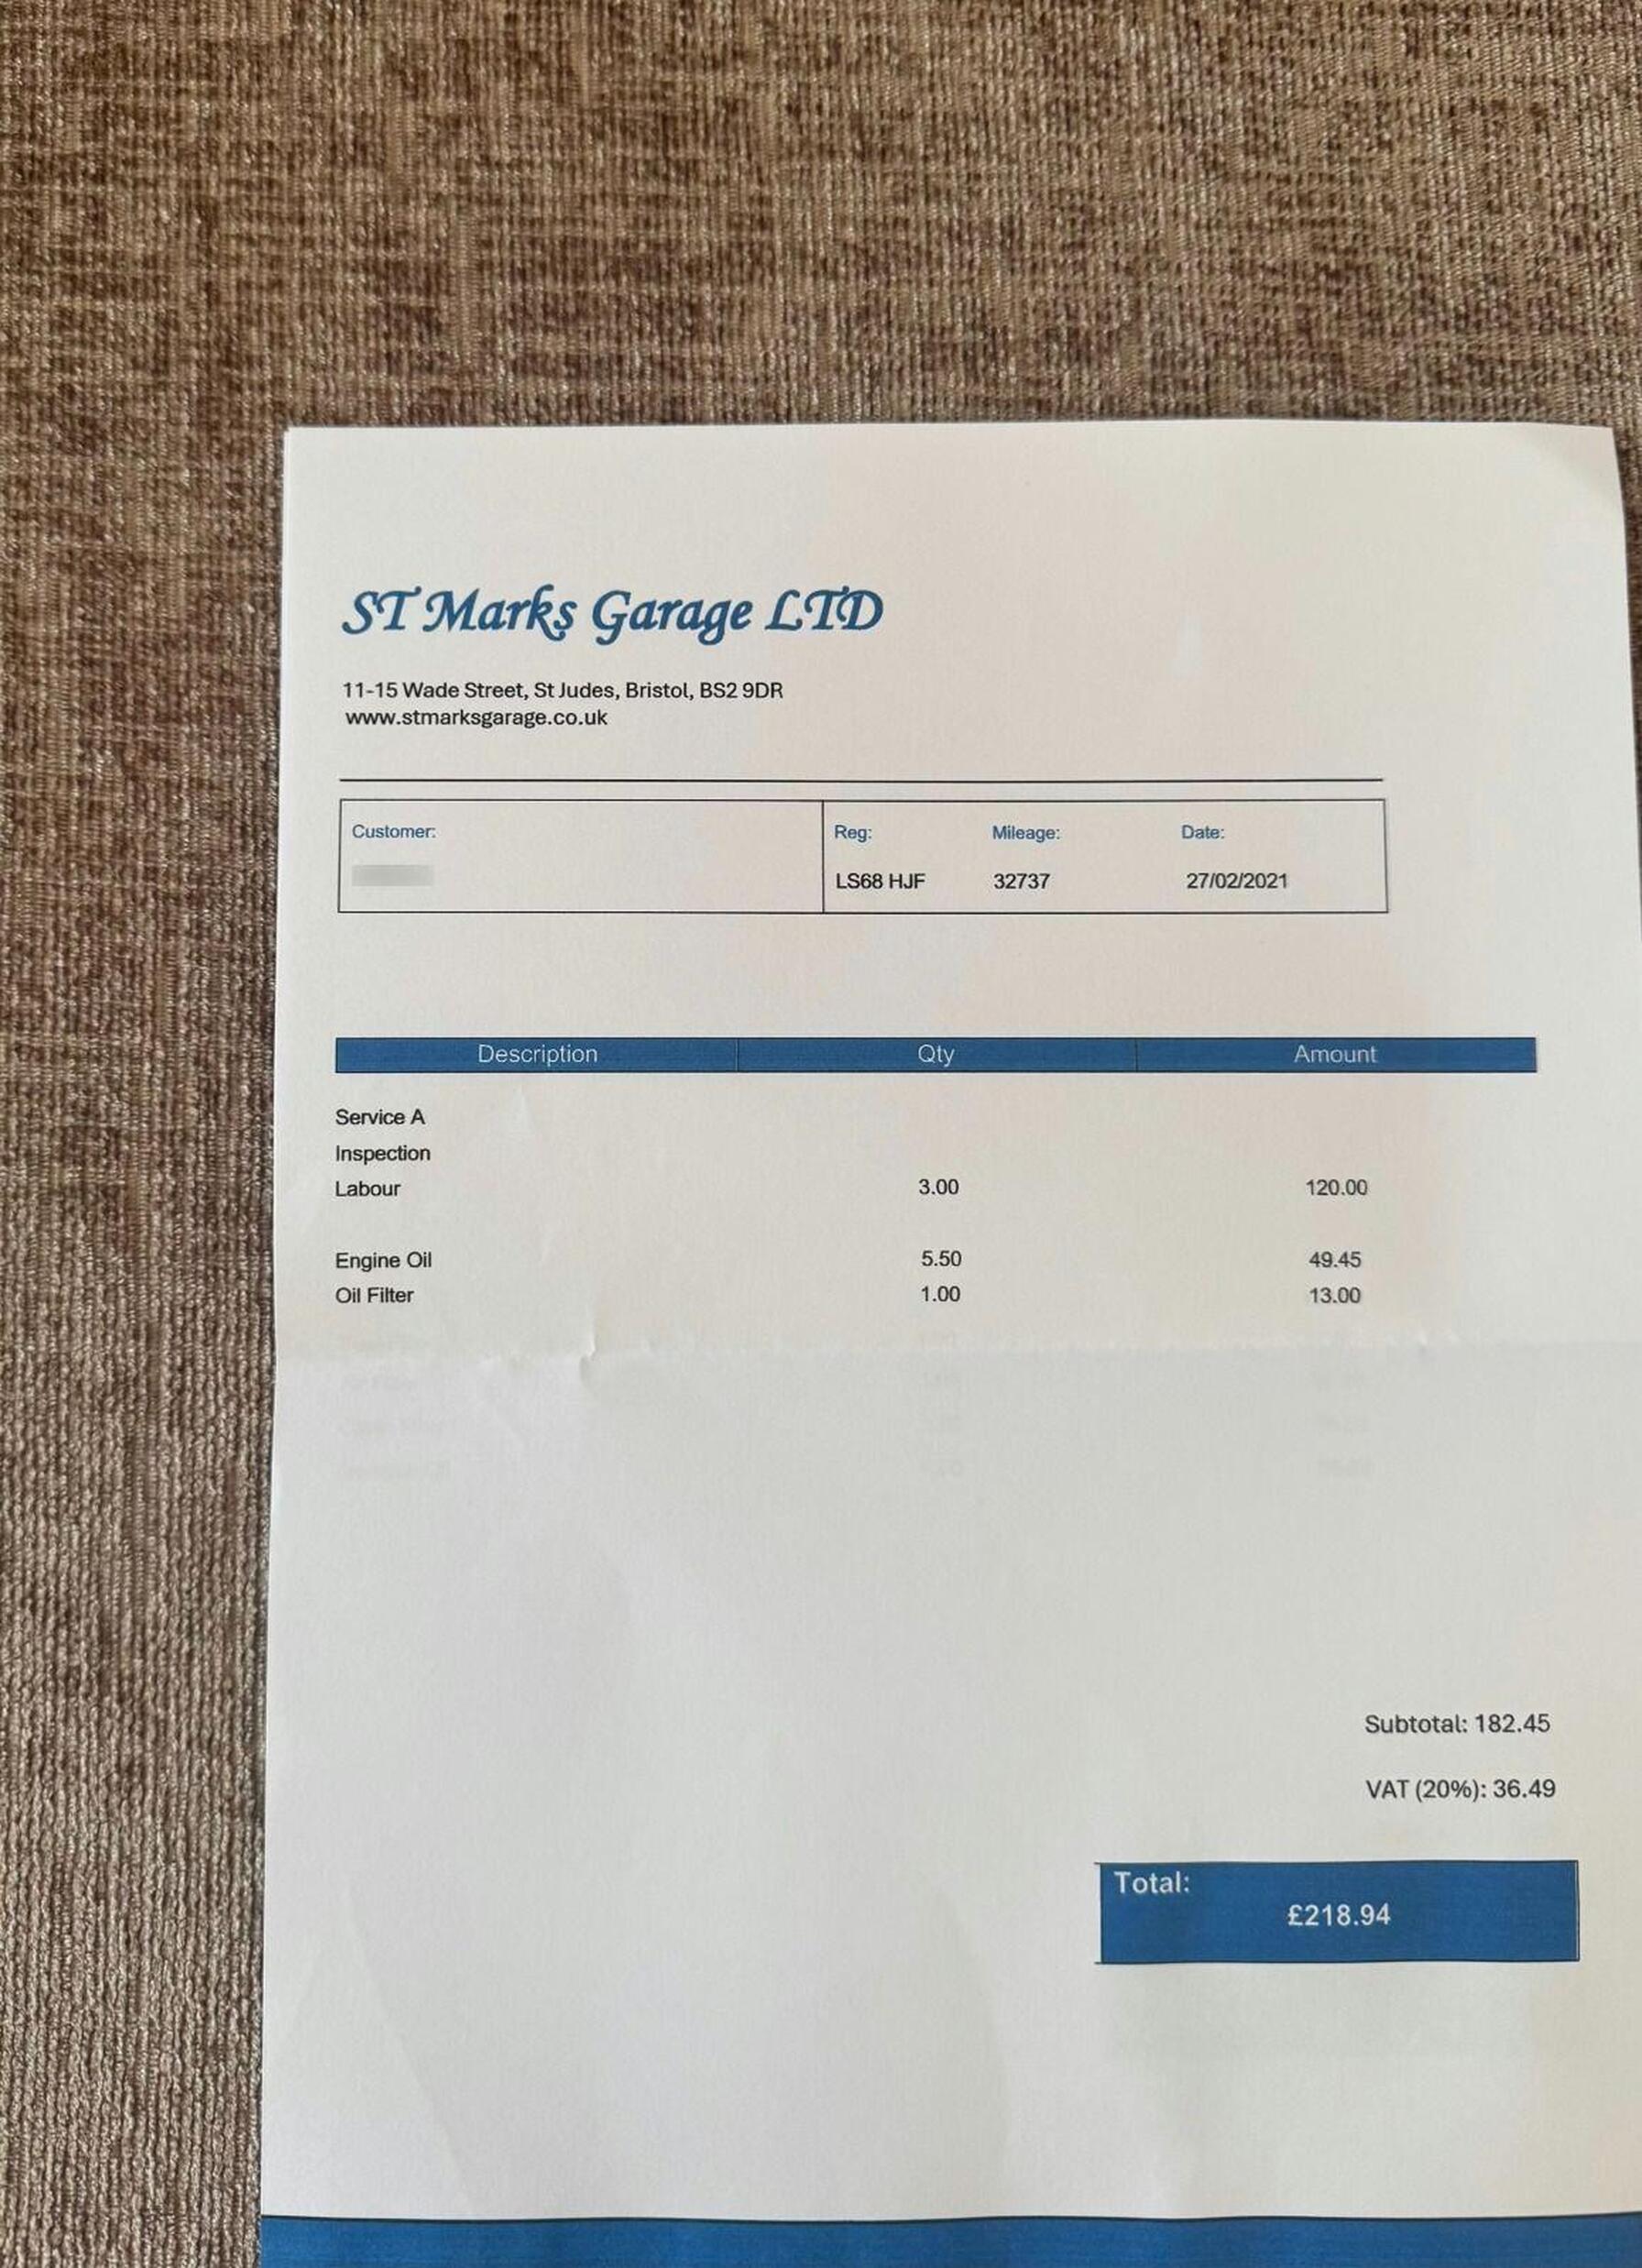 ST Marks Garage LTD
11-15 Wade Street, St Judes, Bristol, BS2 9DR
www.stmarksgarage.co.uk
Customer: Reg: Mileage: Date:
LS68 HJF 32737 27/02/2021
Description Qty Amount
Service A
Inspection
Labour 3.00 120.00
Engine Oil 5.50 49.45
Oil Filter 1.00 13.00
Subtotal: 182.45
VAT (20%): 36.49
Total:
£218.94